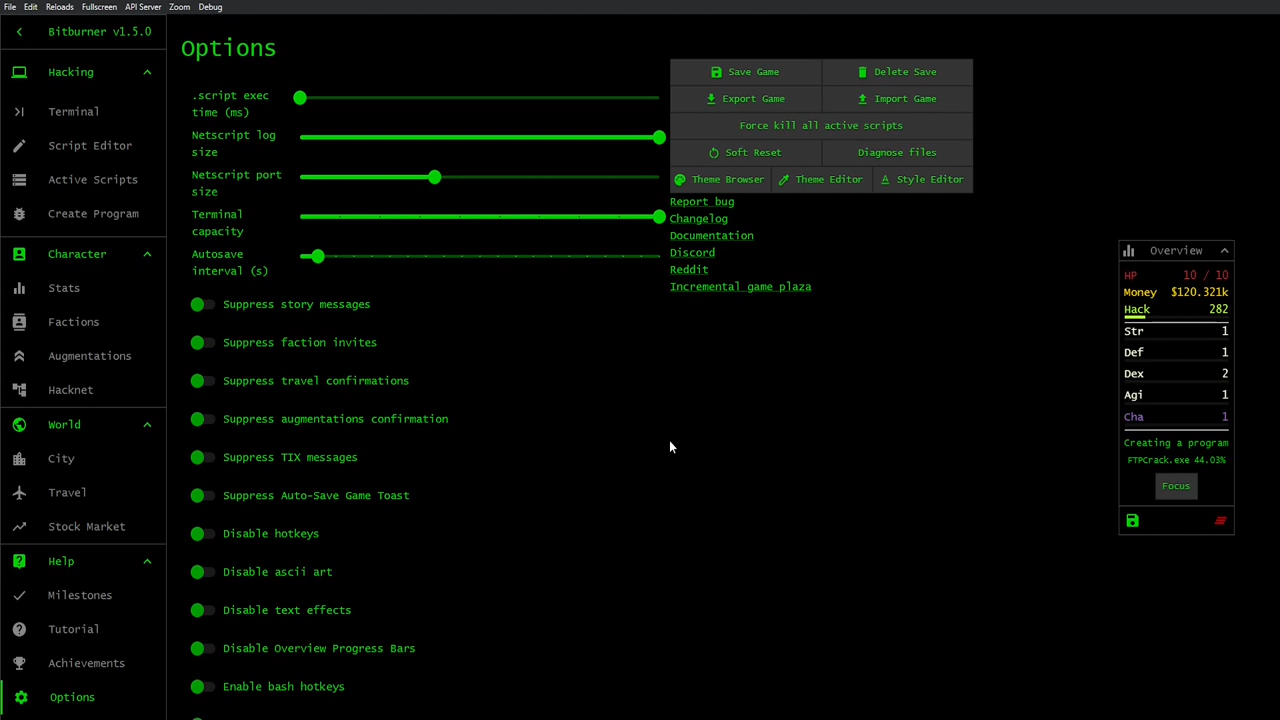 File Edit Reloads Fullscreen API Server Zoom Debug
Bitburner v1.5.0
Hacking
Terminal
Script Editor
Active Scripts
Create Program
Character
Stats
Factions
Augmentations
Hacknet
World
City
Travel
Stock Market
Help
Milestones
Tutorial
Achievements
Options
Options
.script exec
time (ms)
Netscript log
size
Netscript port
size
Terminal
capacity
Autosave
interval (s)
Suppress story messages
Suppress faction invites
Suppress travel confirmations
Suppress augmentations confirmation
Suppress TIX messages
Suppress Auto-Save Game Toast
Disable hotkeys
Disable ascii art
Disable text effects
Disable Overview Progress Bars
Enable bash hotkeys
Save Game Delete Save
Export Game Import Game
Force kill all active scripts
Soft Reset Diagnose files
Theme Browser Theme Editor Style Editor
Report bug
Changelog
Documentation
Discord
Reddit
Incremental game plaza
Overview
HP 10 / 10
Money $120.321k
Hack 282
Str 1
Def 1
Dex 2
Agi 1
Cha 1
Creating a program
FTPCrack.exe 44.03%
Focus